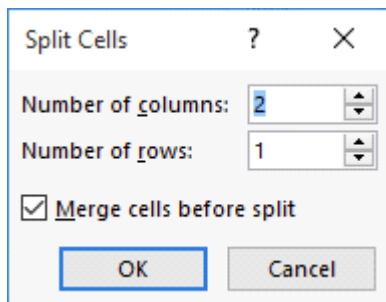 Split Cells ?
Number of columns: 2
Number of rows: 1
Merge cells before split
OK Cancel